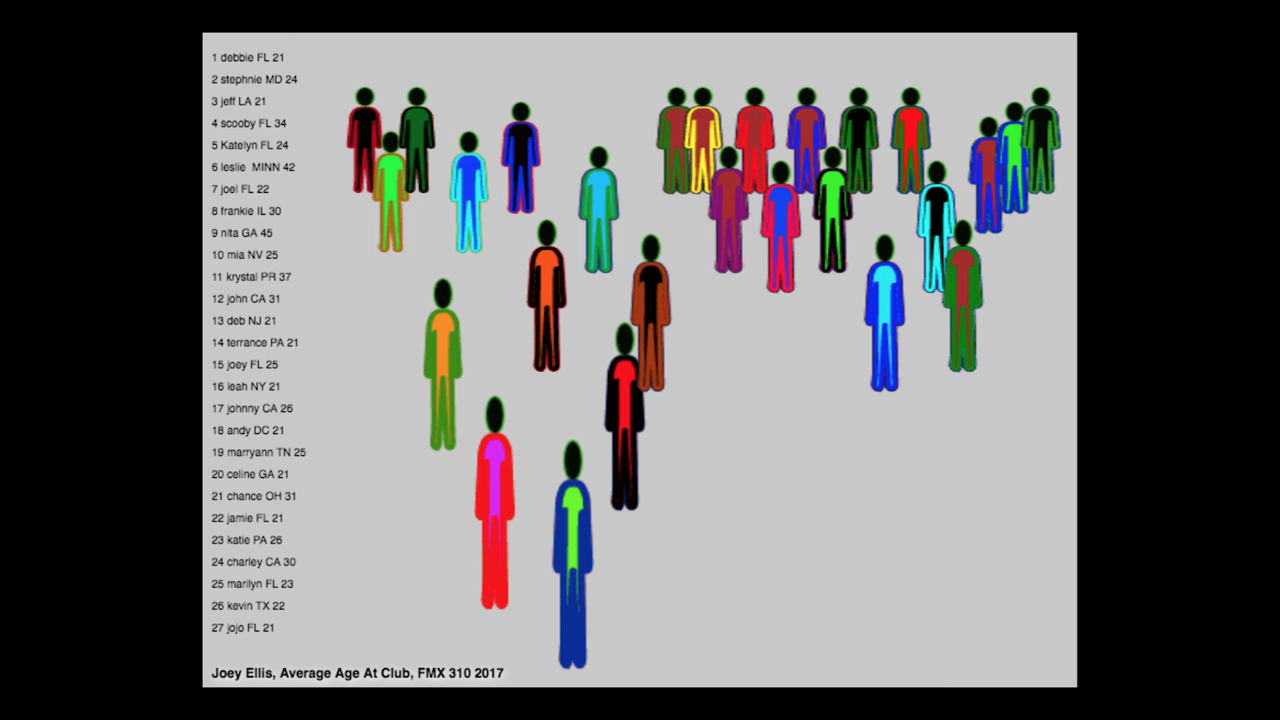 1 debbie FL 21
2 stephnie MD 24
3 jeff LA 21
4 scooby FL 34
5 Katelyn FL 24
6 leslie  MINN 42
7 joel FL 22
8 frankie IL 30
9 nita GA 45
10 mia NV 25
11 krystal PR 37
12 john CA 31
13 deb NJ 21
14 terrance PA 21
15 joey FL 25
16 leah NY 21
17 johnny CA 26
18 andy DC 21
19 marryann TN 25
20 celine GA 21
21 chance OH 31
22 jamie FL 21
23 katie PA 26
24 charley CA 30
25 marilyn FL 23
26 kevin TX 22
27 jojo FL 21
Joey Ellis, Average Age At Club, FMX 310 2017